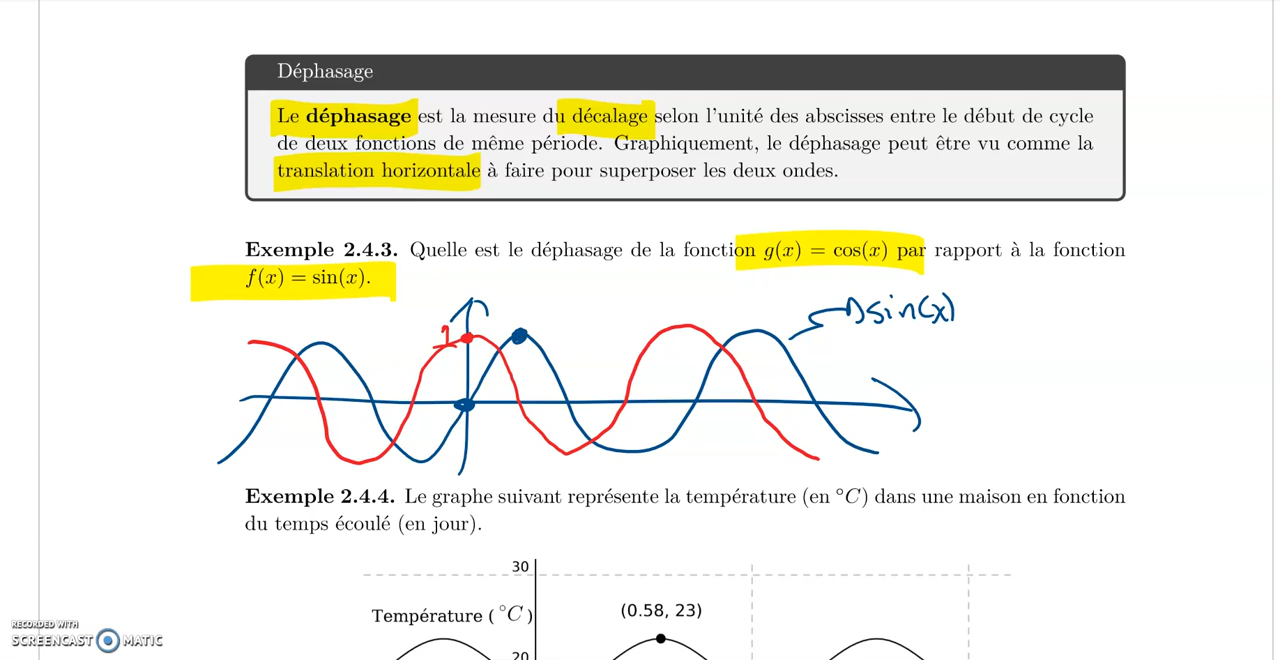 Déphasage
Le déphasage est la mesure du décalage selon l'unité des abscisses entre le début de cycle
de deux fonctions de même période. Graphiquement, le déphasage peut être vu comme la
translation horizontale à faire pour superposer les deux ondes.
Exemple 2.4.3. Quelle est le déphasage de la fonction g(x) = cos(x) par rapport à la fonction
f(x) = sin(x).
sin(x)
1
Exemple 2.4.4. Le graphe suivant représente la température (en °C) dans une maison en fonction
du temps écoulé (en jour).
30
Température (°C)
(0.58, 23)
20
RECORDED WITH
SCREENCAST MATIC